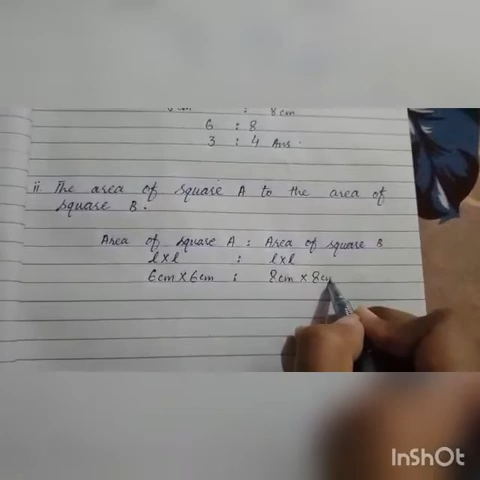 8 cm
6 : 8
3 : 4 Ans.
ii. The area of square A to the area of
square B.
Area of square A : Area of square B
l×l : l×l
6cm×6cm : 8cm×8cm
InShOt